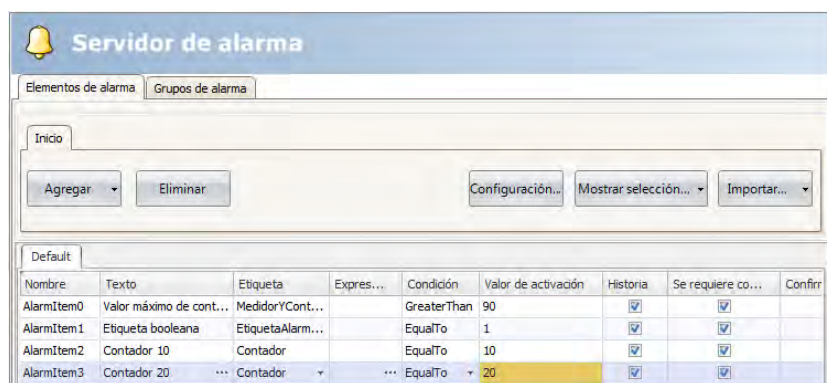 Servidor de alarma
Elementos de alarma Grupos de alarma
Inicio
Agregar Eliminar Configuración... Mostrar selección... Importar...
Default
Nombre Texto Etiqueta Expres... Condición Valor de activación Historia Se requiere co... Confirr
AlarmItem0 Valor máximo de cont... MedidorYCont... GreaterThan 90
AlarmItem1 Etiqueta booleana EtiquetaAlarm... EqualTo 1
AlarmItem2 Contador 10 Contador EqualTo 10
AlarmItem3 Contador 20 ... Contador ... EqualTo 20